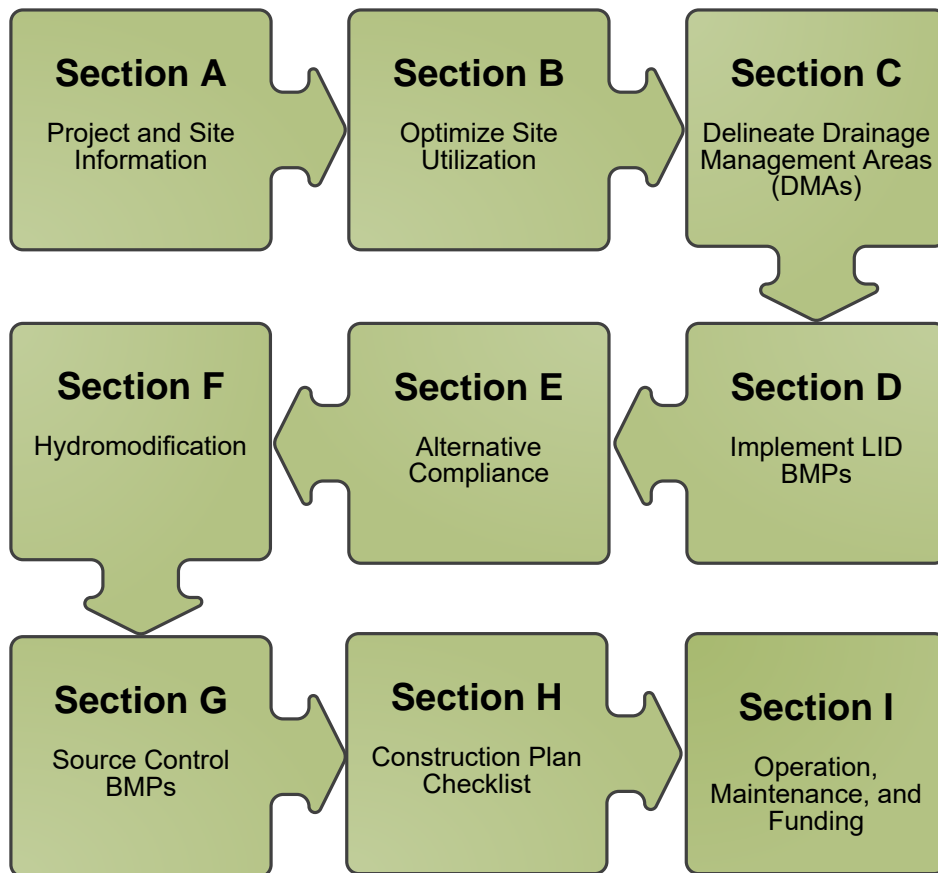 Section A
Project and Site
Information
Section B
Optimize Site
Utilization
Section C
Delineate Drainage
Management Areas
(DMAs)
Section D
Implement LID
BMPs
Section E
Alternative
Compliance
Section F
Hydromodification
Section G
Source Control
BMPs
Section H
Construction Plan
Checklist
Section I
Operation,
Maintenance, and
Funding